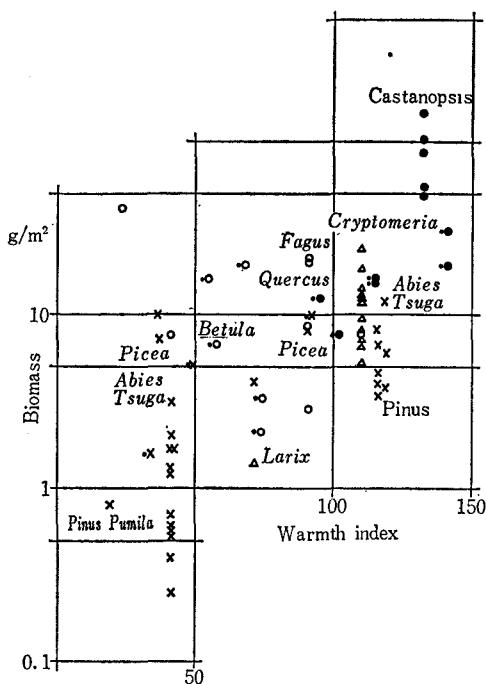 150
Castanopsis
Cryptomeria
g/m²
Fagus
Quercus
Abies
Tsuga
10
Betula
Picea
Picea
Abies
Tsuga
Pinus
Biomass
Larix
1
100
150
Pinus Pumila
Warmth index
0.1
50